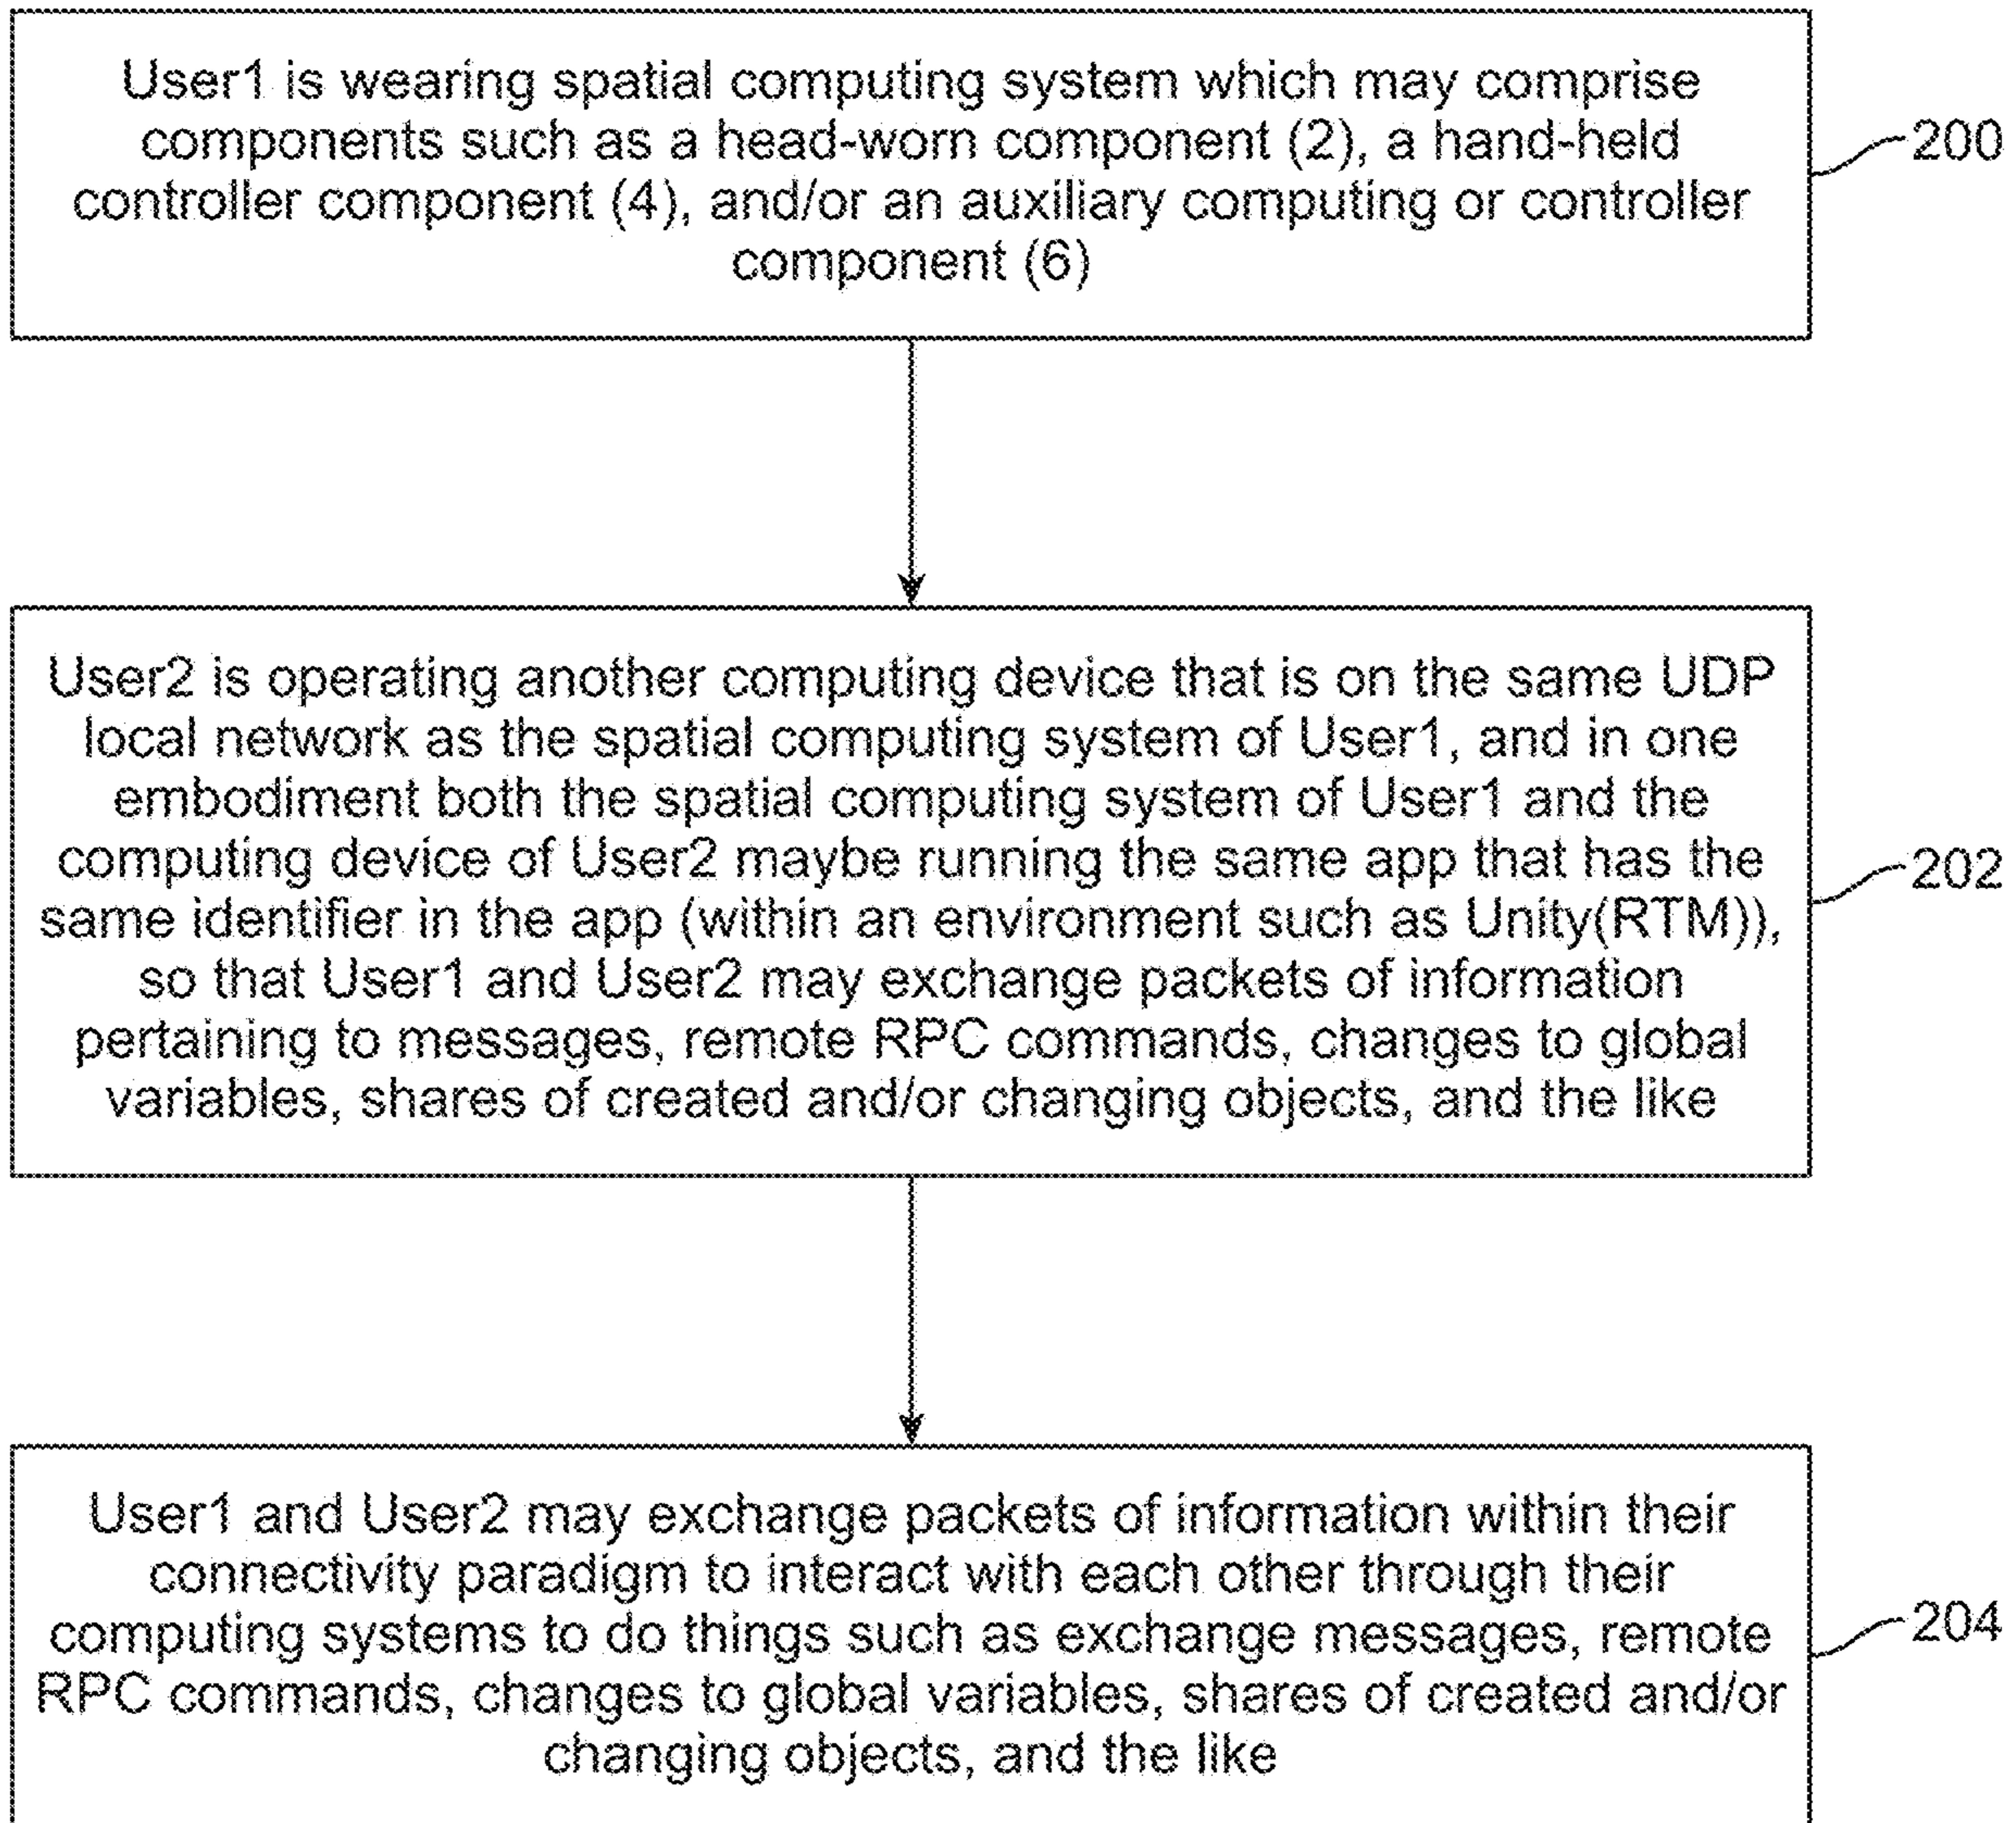 User1 is wearing spatial computing system which may comprise
components such as a head-worn component (2), a hand-held
controller component (4), and/or an auxiliary computing or controller
component (6)
200
User2 is operating another computing device that is on the same UDP
local network as the spatial computing system of User1, and in one
embodiment both the spatial computing system of User1 and the
computing device of User2 maybe running the same app that has the
same identifier in the app (within an environment such as Unity(RTM)),
so that User1 and User2 may exchange packets of information
pertaining to messages, remote RPC commands, changes to global
variables, shares of created and/or changing objects, and the like
202
User1 and User2 may exchange packets of information within their
connectivity paradigm to interact with each other through their
computing systems to do things such as exchange messages, remote
RPC commands, changes to global variables, shares of created and/or
changing objects, and the like
204